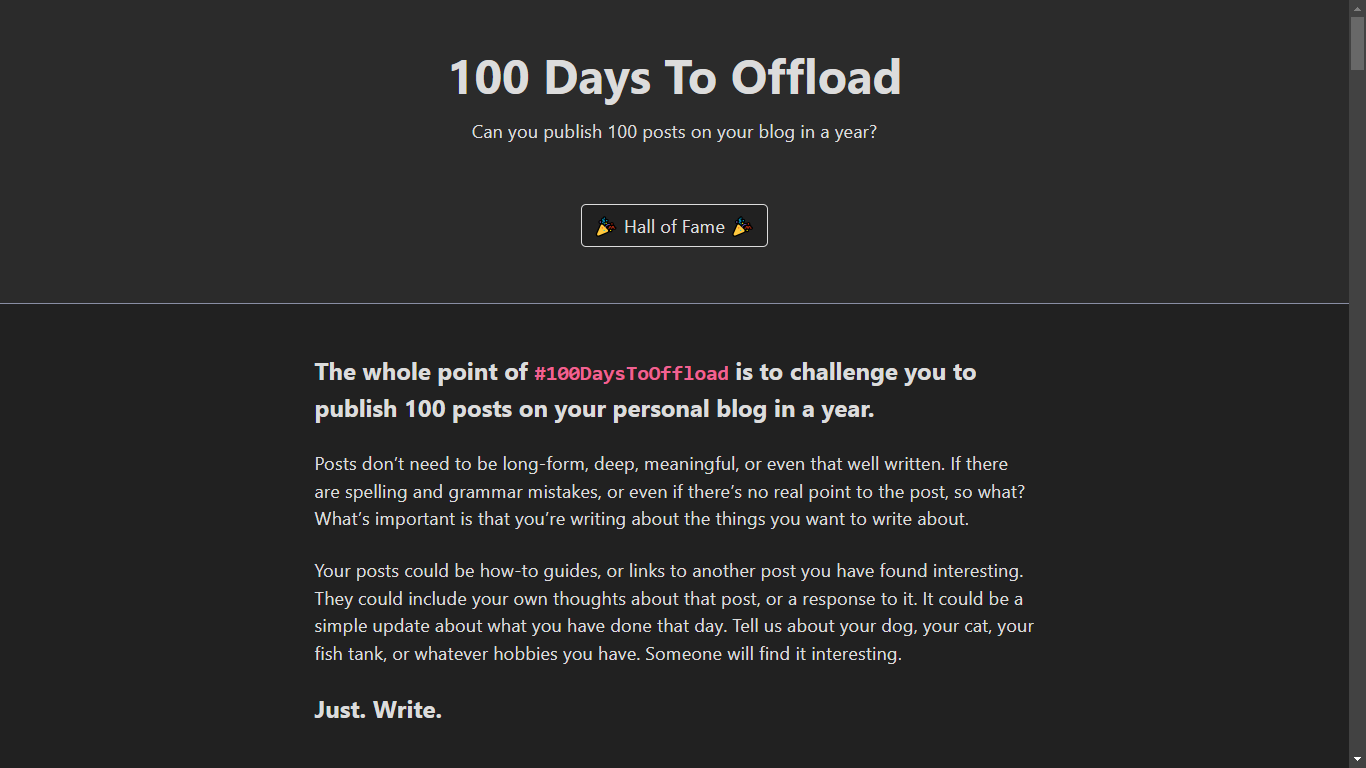 100 Days To Offload
Can you publish 100 posts on your blog in a year?
🎉 Hall of Fame 🎉
The whole point of #100DaysToOffload is to challenge you to
publish 100 posts on your personal blog in a year.
Posts don’t need to be long-form, deep, meaningful, or even that well written. If there
are spelling and grammar mistakes, or even if there’s no real point to the post, so what?
What’s important is that you’re writing about the things you want to write about.
Your posts could be how-to guides, or links to another post you have found interesting.
They could include your own thoughts about that post, or a response to it. It could be a
simple update about what you have done that day. Tell us about your dog, your cat, your
fish tank, or whatever hobbies you have. Someone will find it interesting.
Just. Write.